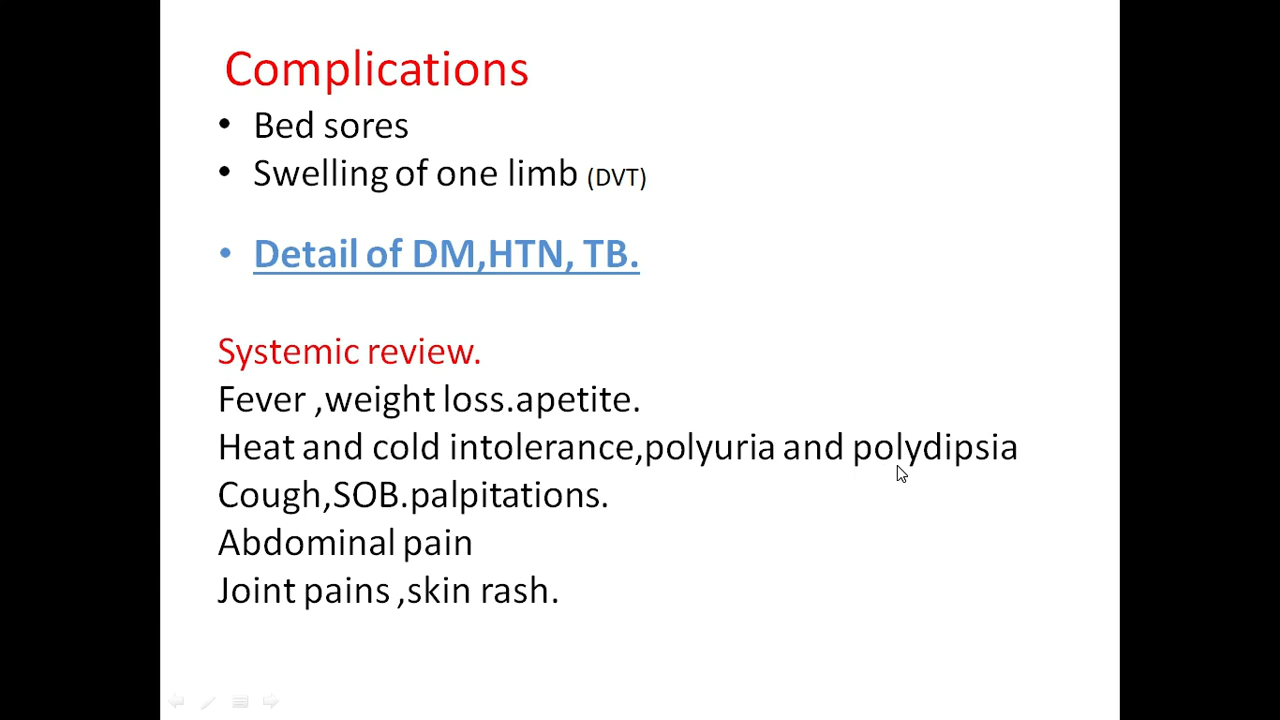 Complications
• Bed sores
• Swelling of one limb (DVT)
• Detail of DM,HTN, TB.
Systemic review.
Fever ,weight loss.apetite.
Heat and cold intolerance,polyuria and polydipsia
Cough,SOB.palpitations.
Abdominal pain
Joint pains ,skin rash.